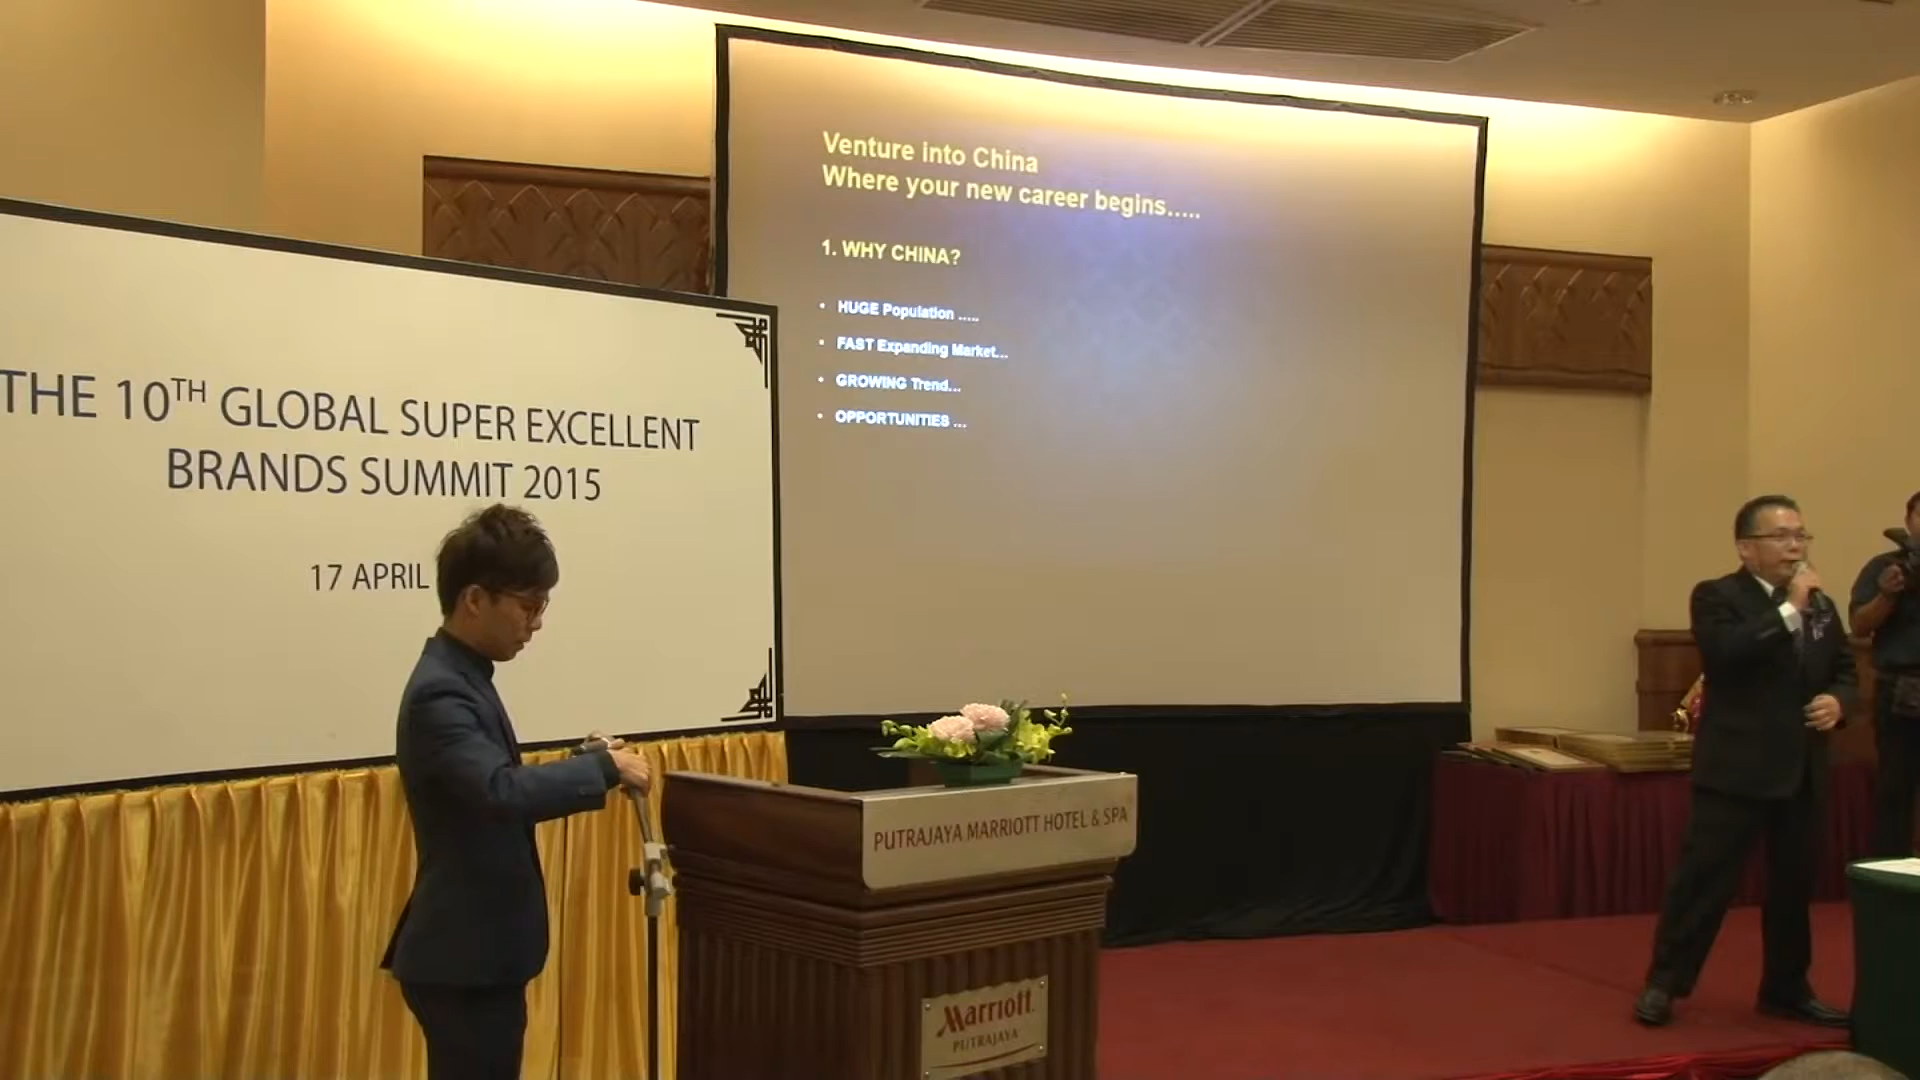 THE 10TH GLOBAL SUPER EXCELLENT
BRANDS SUMMIT 2015
17 APRIL
Venture into China
Where your new career begins…..
1. WHY CHINA?
• HUGE Population …..
• FAST Expanding Market...
• GROWING Trend...
• OPPORTUNITIES ...
PUTRAJAYA MARRIOTT HOTEL & SPA
Marriott
PUTRAJAYA